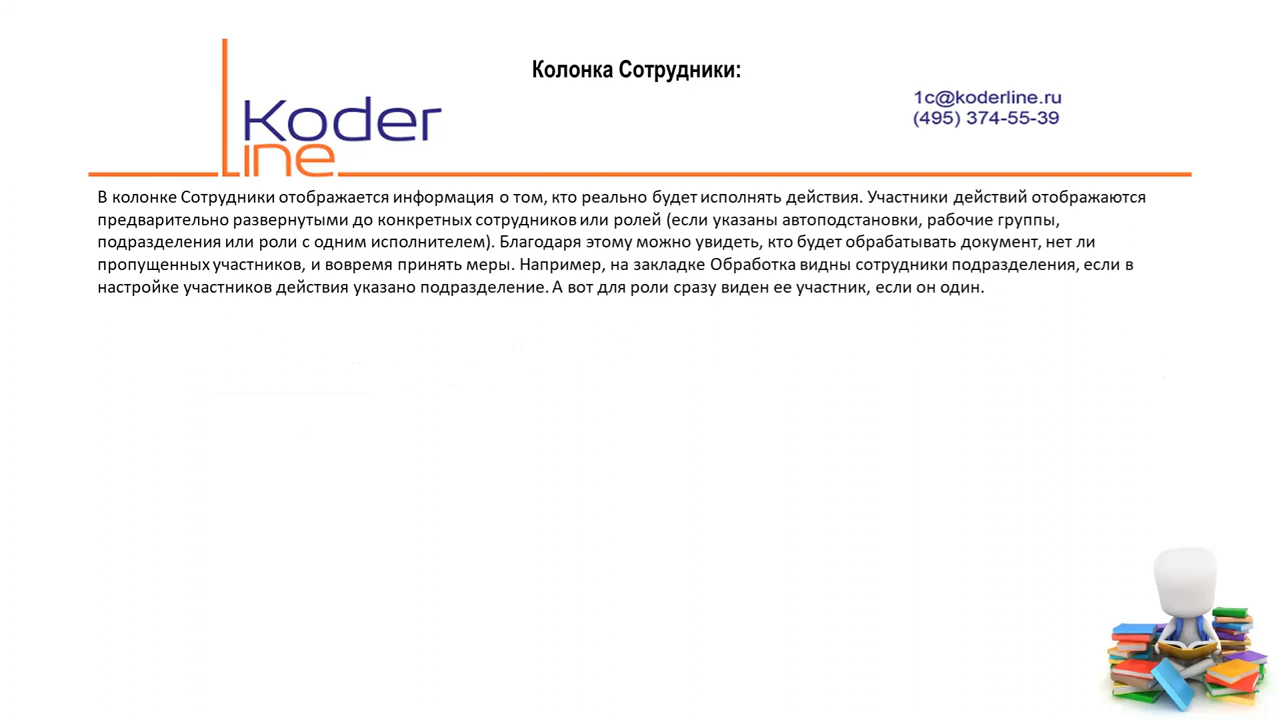 Колонка Сотрудники:
Koder
Line
1c@koderline.ru
(495) 374-55-39
В колонке Сотрудники отображается информация о том, кто реально будет исполнять действия. Участники действий отображаются
предварительно развернутыми до конкретных сотрудников или ролей (если указаны автоподстановки, рабочие группы,
подразделения или роли с одним исполнителем). Благодаря этому можно увидеть, кто будет обрабатывать документ, нет ли
пропущенных участников, и вовремя принять меры. Например, на закладке Обработка видны сотрудники подразделения, если в
настройке участников действия указано подразделение. А вот для роли сразу виден ее участник, если он один.